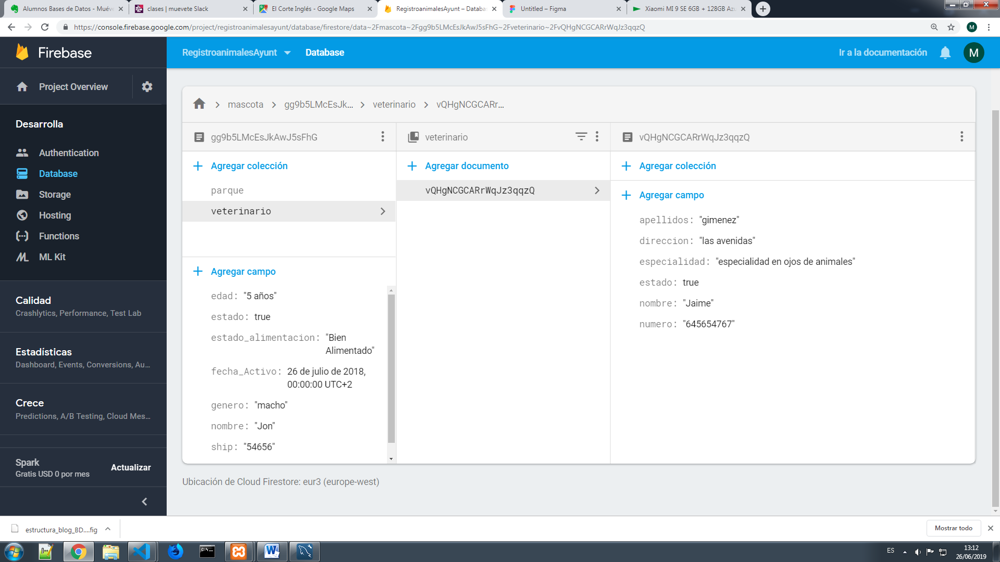 Alumnos Bases de Datos - Muéve
clases | muevete Slack
El Corte Inglés - Google Maps
RegistroanimalesAyunt – Databas
Untitled – Figma
Xiaomi MI 9 SE 6GB + 128GB Azu
https://console.firebase.google.com/project/registroanimalesayunt/database/firestore/data~2Fmascota~2Fgg9b5LMcEsJkAwJ5sFhG~2Fveterinario~2FvQHgNCGCARrWqJz3qqzQ
M
Firebase
RegistroanimalesAyunt
Database
Ir a la documentación
M
Project Overview
Desarrolla
Authentication
Database
Storage
Hosting
Functions
ML Kit
Calidad
Crashlytics, Performance, Test Lab
Estadísticas
Dashboard, Events, Conversions, Au...
Crece
Predictions, A/B Testing, Cloud Mes...
Spark
Gratis USD 0 por mes
Actualizar
mascota > gg9b5LMcEsJk... > veterinario > vQHgNCGCARr...
gg9b5LMcEsJkAwJ5sFhG
Agregar colección
parque
veterinario
Agregar campo
edad: "5 años"
estado: true
estado_alimentacion: "Bien
Alimentado"
fecha_Activo: 26 de julio de 2018,
00:00:00 UTC+2
genero: "macho"
nombre: "Jon"
ship: "54656"
veterinario
Agregar documento
vQHgNCGCARrWqJz3qqzQ
vQHgNCGCARrWqJz3qqzQ
Agregar colección
Agregar campo
apellidos: "gimenez"
direccion: "las avenidas"
especialidad: "especialidad en ojos de animales"
estado: true
nombre: "Jaime"
numero: "645654767"
Ubicación de Cloud Firestore: eur3 (europe-west)
estructura_blog_BD....fig
Mostrar todo
ES
13:12
26/06/2019